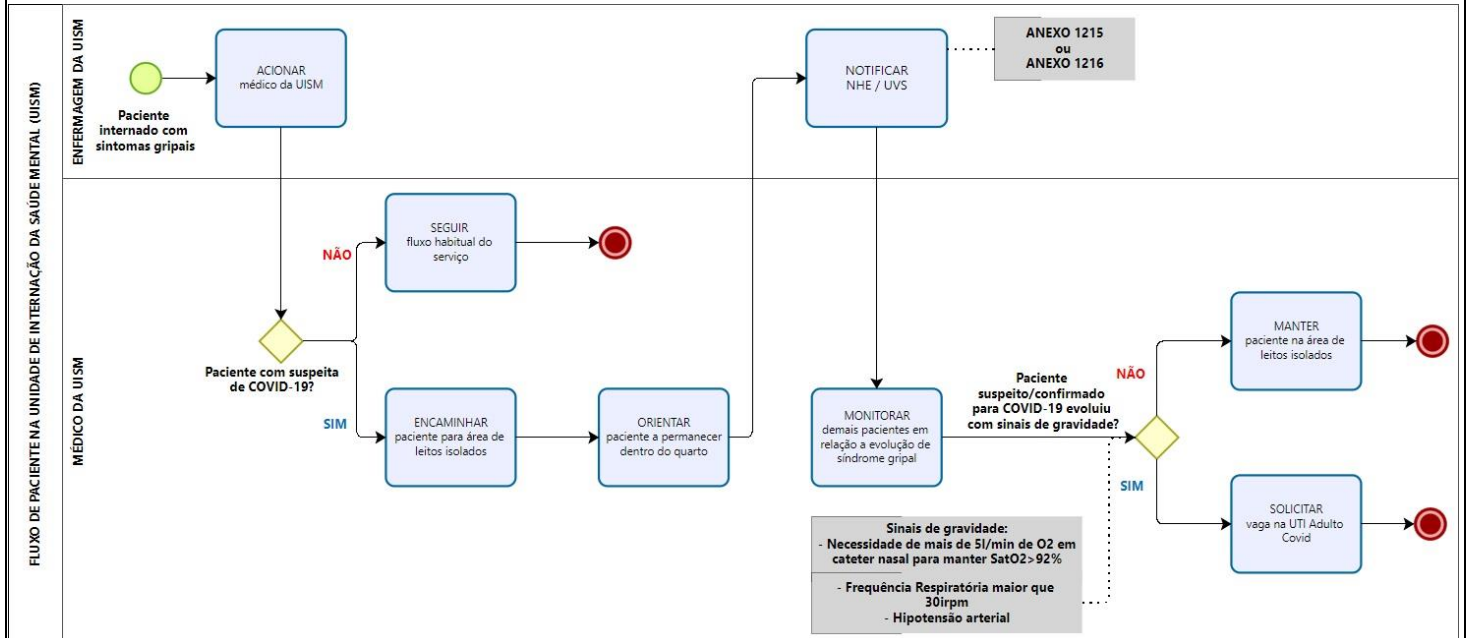 FLUXO DE PACIENTE NA UNIDADE DE INTERNAÇÃO DA SAÚDE MENTAL (UISM)
ENFERMAGEM DA UISM
Paciente
internado com
sintomas gripais
ACIONAR
médico da UISM
NOTIFICAR
NHE / UVS
ANEXO 1215
ou
ANEXO 1216
MÉDICO DA UISM
Paciente com suspeita
de COVID-19?
NÃO
SEGUIR
fluxo habitual do
serviço
SIM
ENCAMINHAR
paciente para área de
leitos isolados
ORIENTAR
paciente a permanecer
dentro do quarto
MONITORAR
demais pacientes em
relação a evolução de
síndrome gripal
Paciente
suspeito/confirmado
para COVID-19 evoluiu
com sinais de gravidade?
NÃO
MANTER
paciente na área de
leitos isolados
SIM
SOLICITAR
vaga na UTI Adulto
Covid
Sinais de gravidade:
- Necessidade de mais de 5l/min de O2 em
cateter nasal para manter SatO2>92%
- Frequência Respiratória maior que
30irpm
- Hipotensão arterial